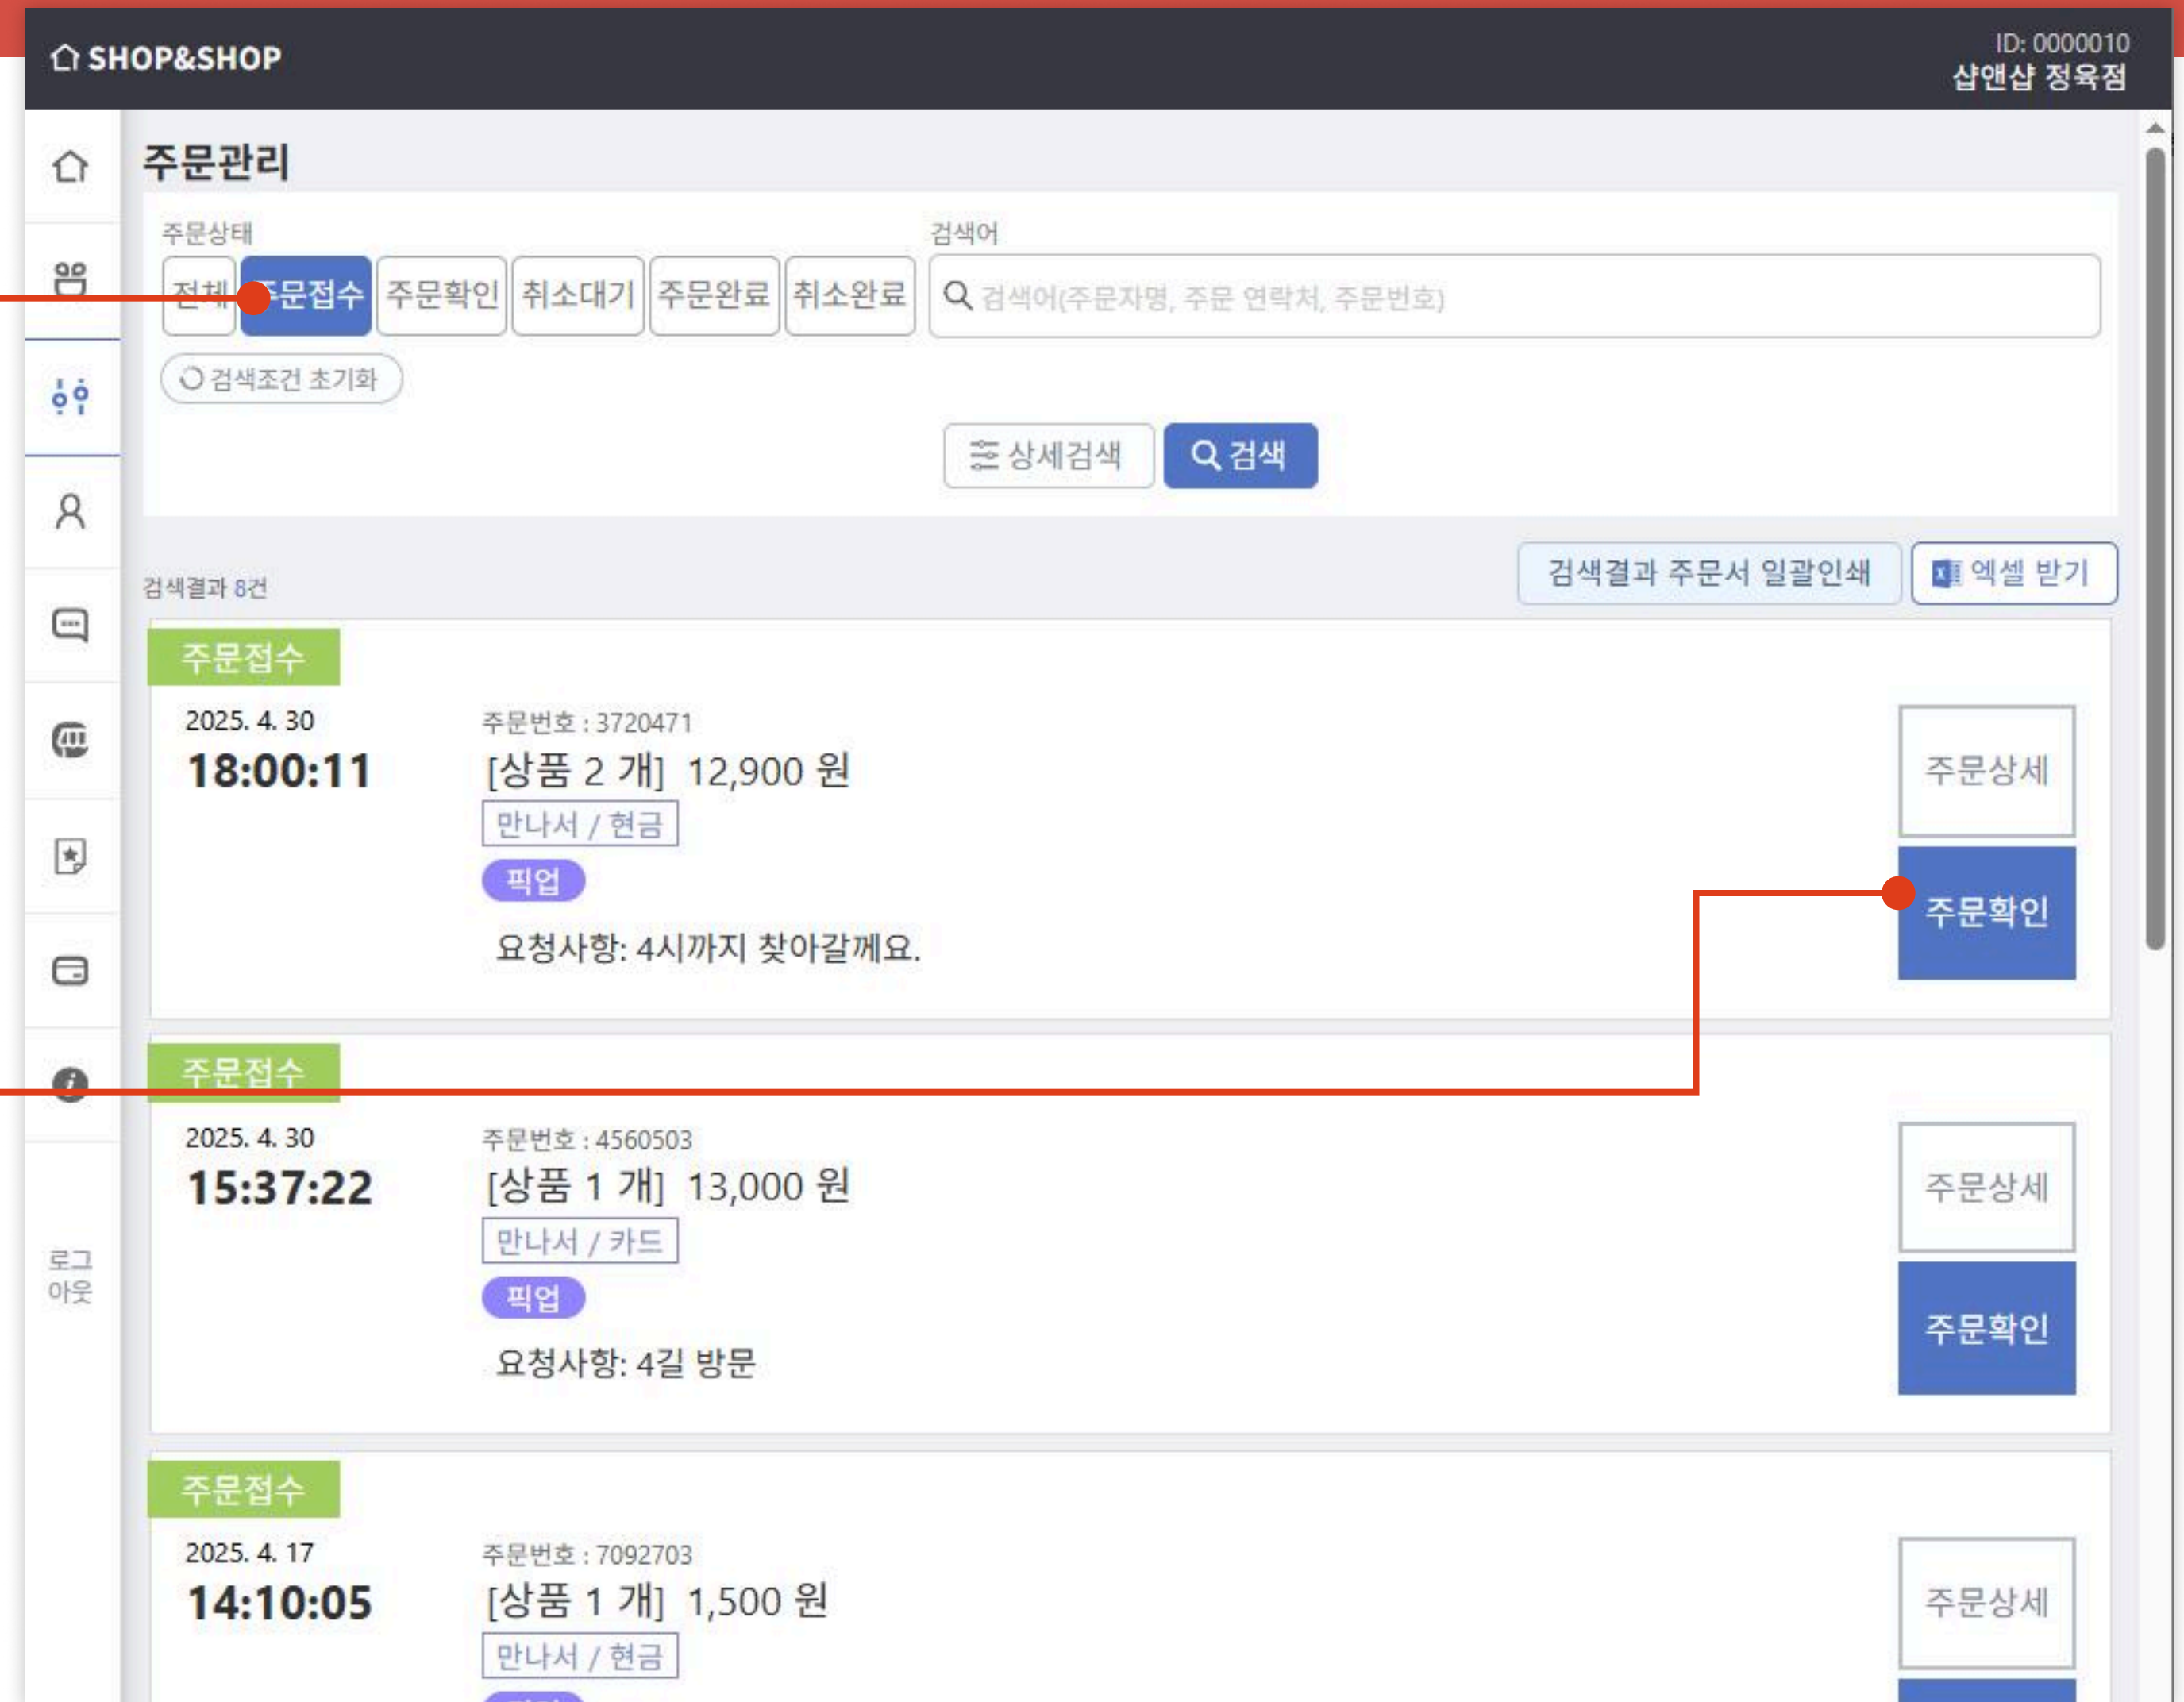 SHOP&SHOP
ID: 0000010
샵앤샵 정육점
주문관리
주문상태
검색어
전체 주문접수 주문확인 취소대기 주문완료 취소완료
검색어(주문자명, 주문 연락처, 주문번호)
검색조건 초기화
상세검색 검색
검색결과 8건
검색결과 주문서 일괄인쇄 엑셀 받기
주문접수
2025. 4. 30
18:00:11
주문번호 : 3720471
[상품 2 개] 12,900 원
만나서 / 현금
픽업
요청사항: 4시까지 찾아갈께요.
주문상세
주문확인
주문접수
2025. 4. 30
15:37:22
주문번호 : 4560503
[상품 1 개] 13,000 원
만나서 / 카드
픽업
요청사항: 4길 방문
주문상세
주문확인
주문접수
2025. 4. 17
14:10:05
주문번호 : 7092703
[상품 1 개] 1,500 원
만나서 / 현금
주문상세
로그
아웃